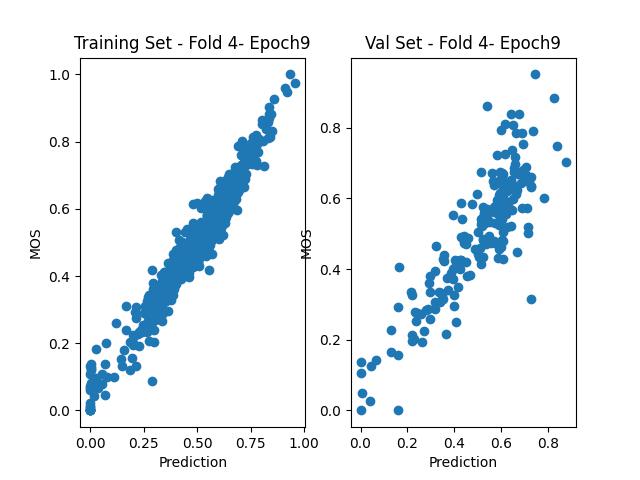 Training Set - Fold 4- Epoch9
Val Set - Fold 4- Epoch9
MOS
1.0
0.8
0.6
0.4
0.2
0.0
0.00 0.25 0.50 0.75 1.00
Prediction
MOS
0.8
0.6
0.4
0.2
0.0
0.0 0.2 0.4 0.6 0.8
Prediction